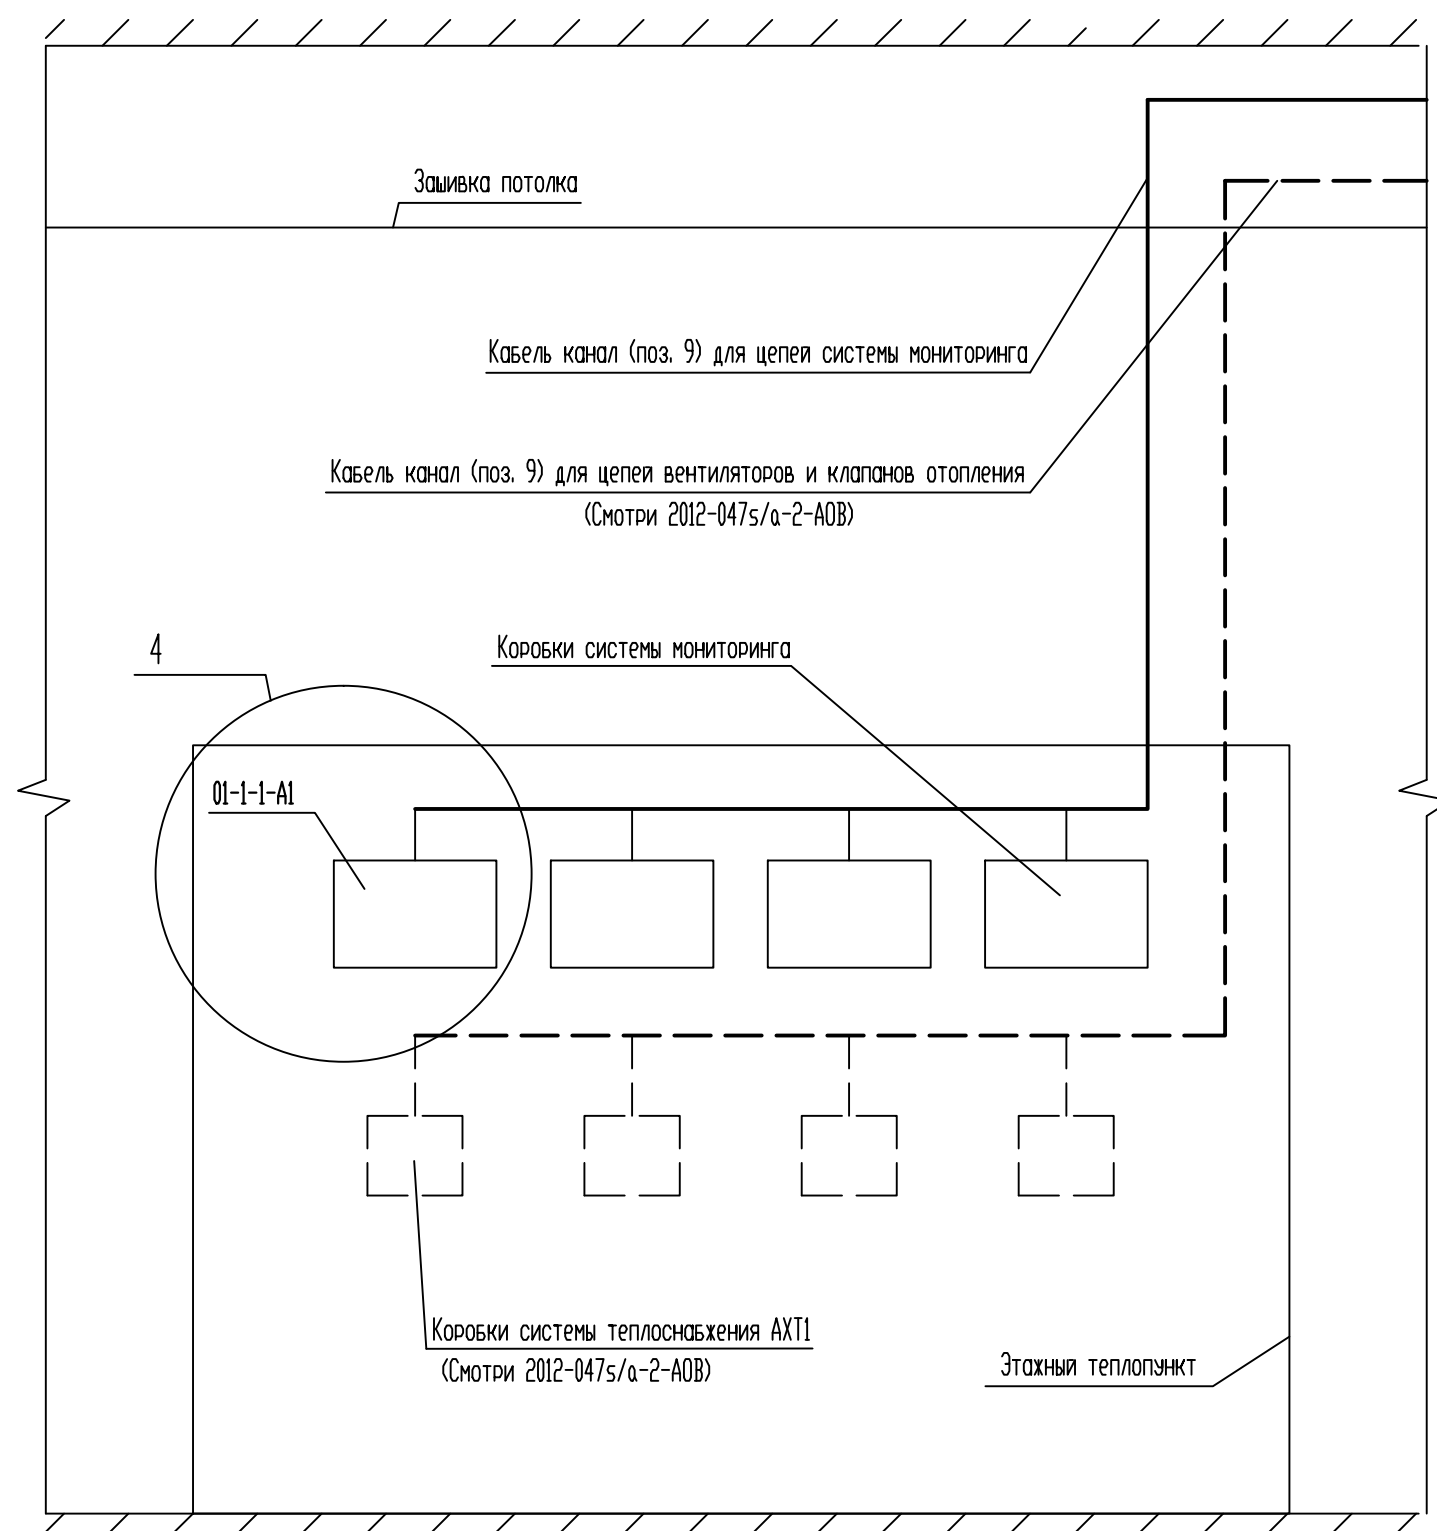 Зашивка потолка
Кабель канал (поз. 9) для цепей системы мониторинга
Кабель канал (поз. 9) для цепей вентиляторов и клапанов отопления
(Смотри 2012-047s/a-2-АОВ)
4
Коробки системы мониторинга
01-1-1-А1
Коробки системы теплоснабжения АХТ1
(Смотри 2012-047s/a-2-АОВ)
Этажный теплопункт